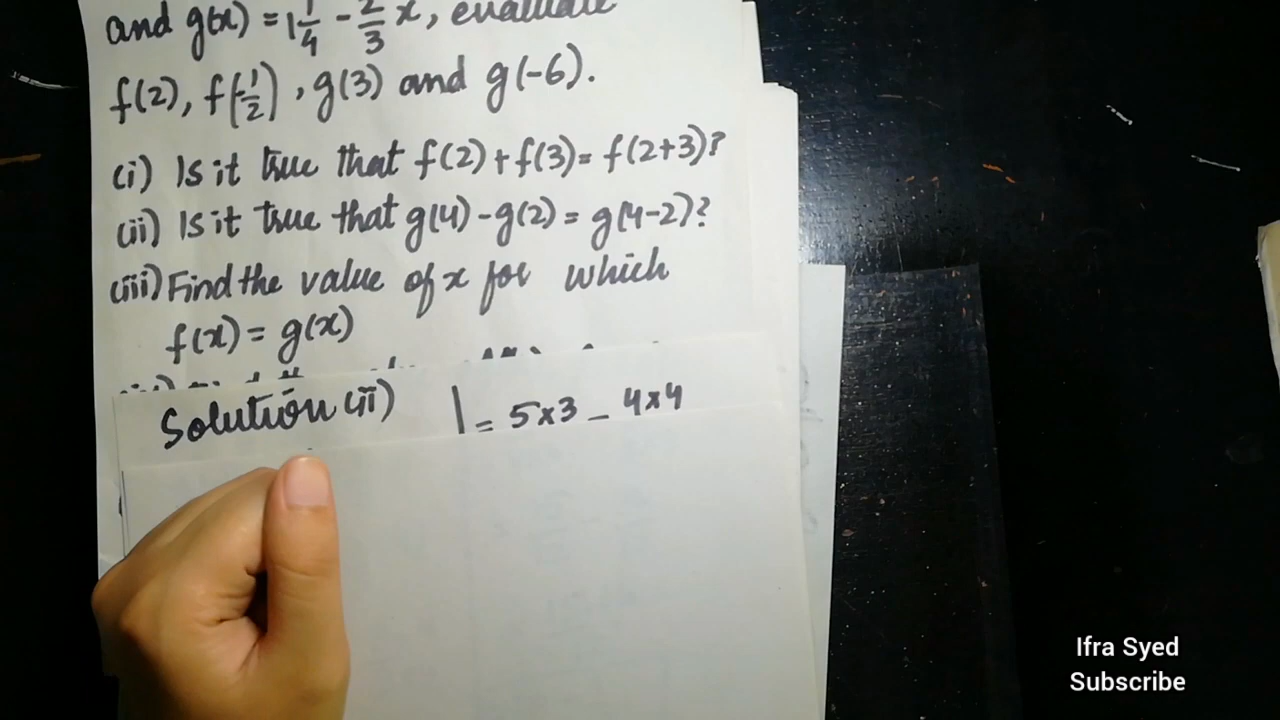 and g(x) = 1 1/4 - 2/3 x, evaluate
f(2), f(-1/2), g(3) and g(-6).
(i) Is it true that f(2) + f(3) = f(2+3)?
(ii) Is it true that g(4) - g(2) = g(4-2)?
(iii) Find the value of x for which
f(x) = g(x)
Solution (ii)
= 5x3 - 4x4
Ifra Syed
Subscribe